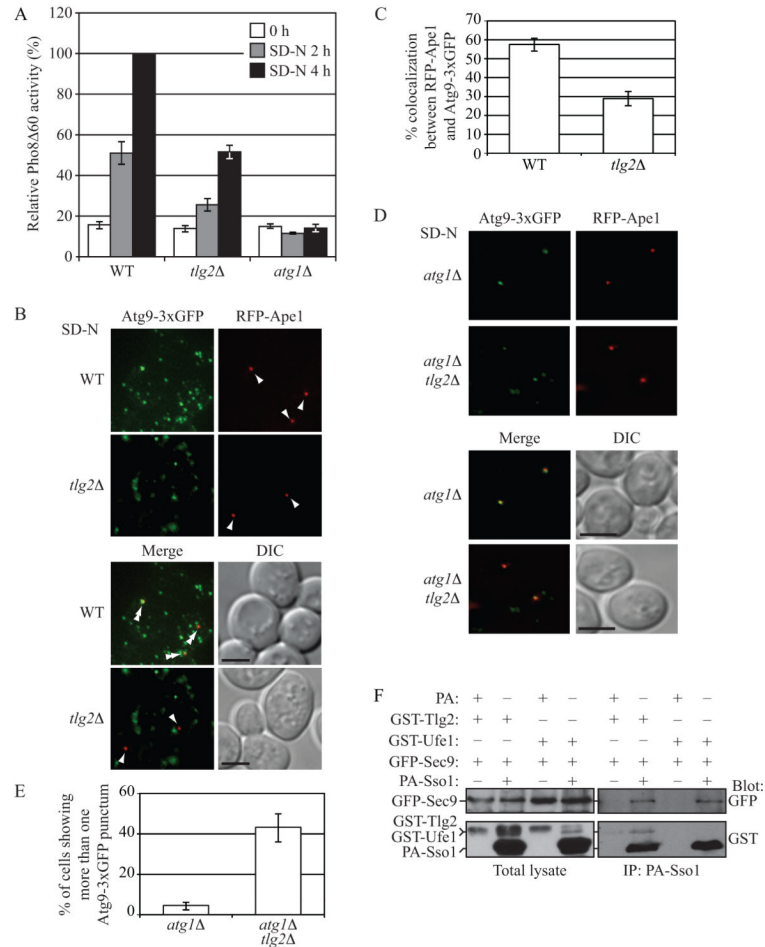 A
120
100
80
60
40
20
0
Relative Pho8Δ60 activity (%)
0 h
SD-N 2 h
SD-N 4 h
WT
tlg2Δ
atg1Δ
B
Atg9-3xGFP
RFP-Ape1
SD-N
WT
tlg2Δ
Merge
DIC
WT
tlg2Δ
C
% colocalization
between RFP-Ape1
and Atg9-3xGFP
70
60
50
40
30
20
10
0
WT
tlg2Δ
D
Atg9-3xGFP
RFP-Ape1
SD-N
atg1Δ
atg1Δ
tlg2Δ
Merge
DIC
atg1Δ
atg1Δ
tlg2Δ
E
% of cells showing
more than one
Atg9-3xGFP punctum
60
40
20
0
atg1Δ
atg1Δ
tlg2Δ
F
PA: + – + – + – + –
GST-Tlg2: + + – – + + – –
GST-Ufe1: – – + + – – + +
GFP-Sec9: + + + + + + + +
PA-Sso1: – + – + – + – +
Blot:
GFP-Sec9
GFP
GST-Tlg2
GST-Ufe1
PA-Sso1
GST
Total lysate
IP: PA-Sso1